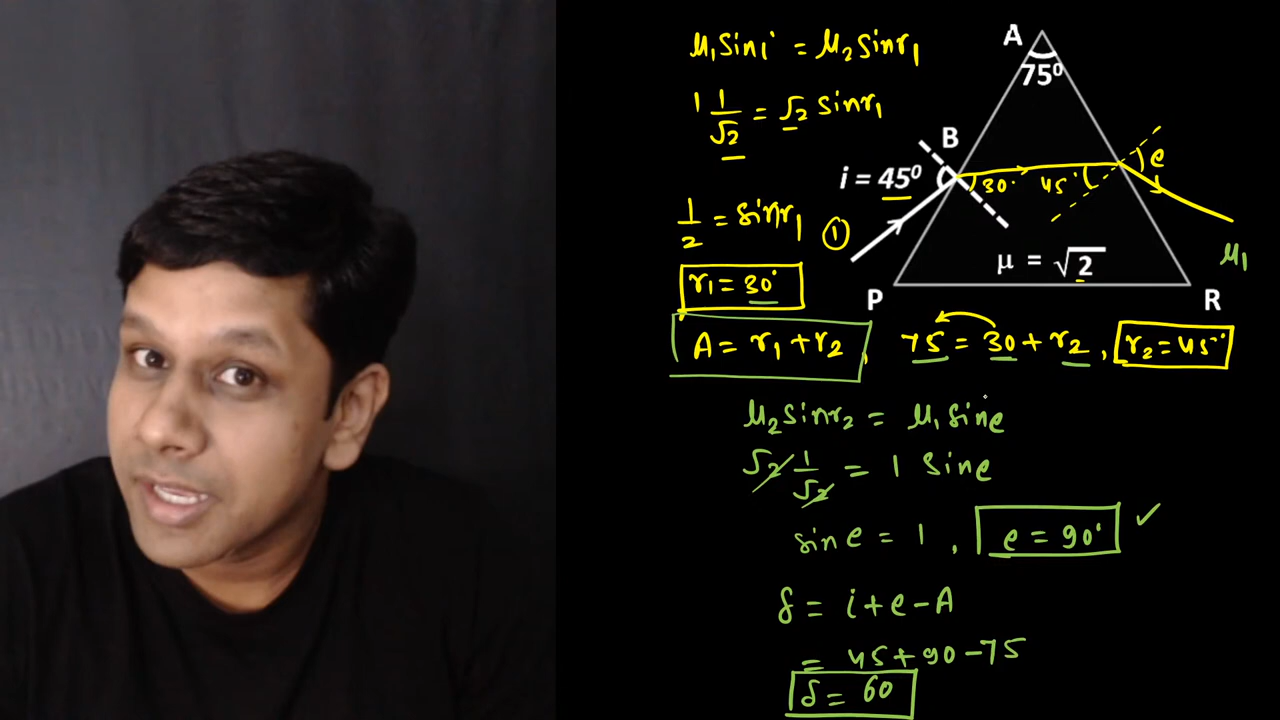 μ₁sini = μ₂sinr₁
1 1/√2 = √2 sinr₁
1/2 = sinr₁
r₁ = 30°
A
75⁰
B
i = 45⁰
①
30°
45°
e
μ = √2
μ₁
P
R
A = r₁ + r₂ , 75 = 30 + r₂ , r₂ = 45°
μ₂sinr₂ = μ₁sine
√2 1/√2 = 1 sine
sine = 1 , e = 90° ✓
δ = i + e - A
= 45 + 90 - 75
δ = 60